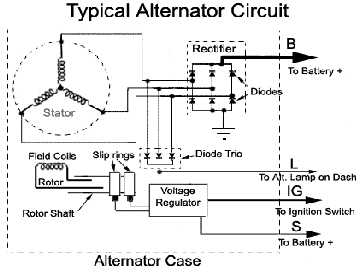 Typical Alternator Circuit
Rectifier
B
To Battery +
Diodes
Stator
Diode Trio
Field Coils
Slip rings
L
To Alt. Lamp on Dash
Rotor
Voltage
Regulator
IG
To Ignition Switch
Rotor Shaft
S
To Battery +
Alternator Case